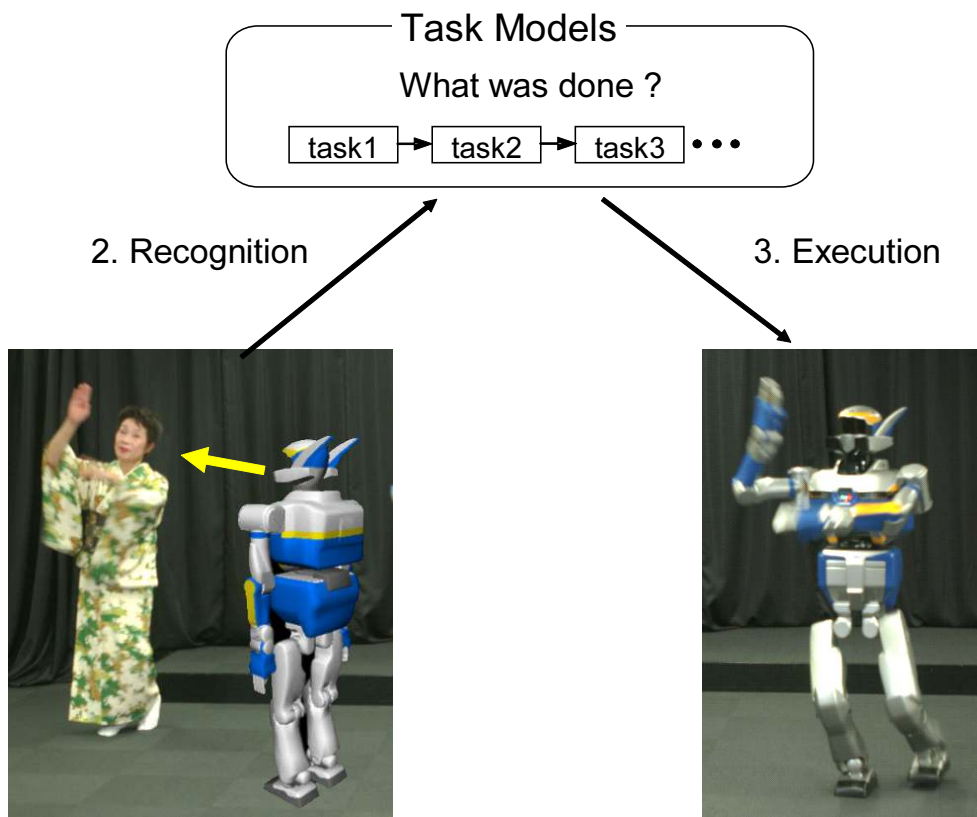 Task Models
What was done ?
task1 task2 task3 •••
2. Recognition
3. Execution